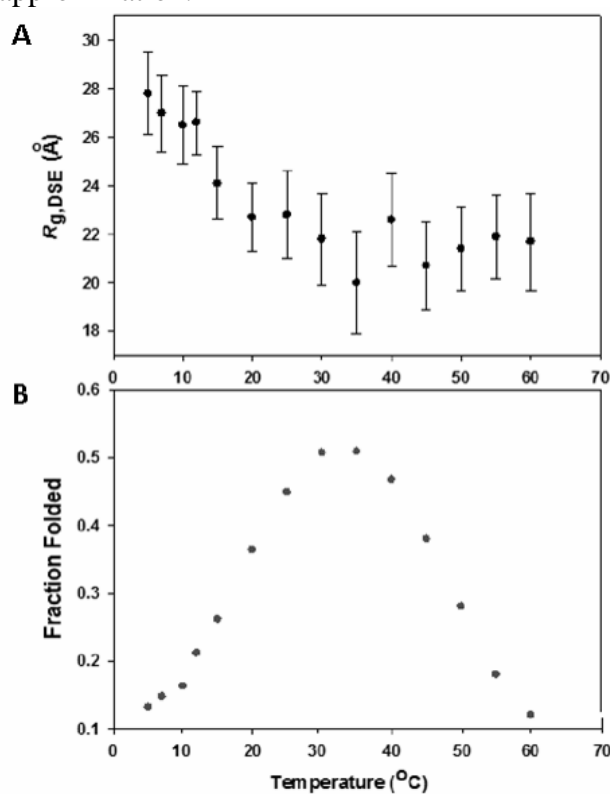 approximation.
A
R_g,DSE (Å)
30
28
26
24
22
20
18
0 10 20 30 40 50 60 70
B
Fraction Folded
0.6
0.5
0.4
0.3
0.2
0.1
0 10 20 30 40 50 60 70
Temperature (°C)